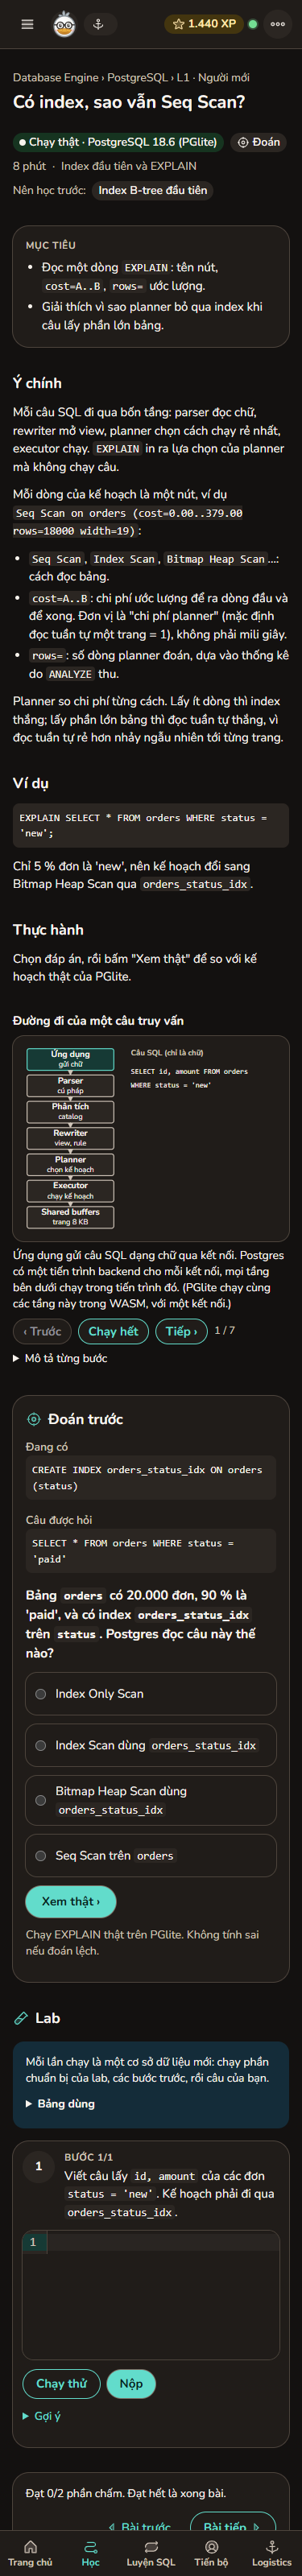 1.440 XP
Database Engine › PostgreSQL › L1 · Người mới
Có index, sao vẫn Seq Scan?
Chạy thật · PostgreSQL 18.6 (PGlite)
Đoán
8 phút · Index đầu tiên và EXPLAIN
Nên học trước: Index B-tree đầu tiên
MỤC TIÊU
• Đọc một dòng EXPLAIN: tên nút,
cost=A..B, rows= ước lượng.
• Giải thích vì sao planner bỏ qua index khi
câu lấy phần lớn bảng.
Ý chính
Mỗi câu SQL đi qua bốn tầng: parser đọc chữ,
rewriter mở view, planner chọn cách chạy rẻ nhất,
executor chạy. EXPLAIN in ra lựa chọn của planner
mà không chạy câu.
Mỗi dòng của kế hoạch là một nút, ví dụ
Seq Scan on orders (cost=0.00..379.00
rows=18000 width=19):
• Seq Scan, Index Scan, Bitmap Heap Scan…:
cách đọc bảng.
• cost=A..B: chi phí ước lượng để ra dòng đầu và
để xong. Đơn vị là "chi phí planner" (mặc định
đọc tuần tự một trang = 1), không phải mili giây.
• rows=: số dòng planner đoán, dựa vào thống kê
do ANALYZE thu.
Planner so chi phí từng cách. Lấy ít dòng thì index
thắng; lấy phần lớn bảng thì đọc tuần tự thắng, vì
đọc tuần tự rẻ hơn nhảy ngẫu nhiên tới từng trang.
Ví dụ
EXPLAIN SELECT * FROM orders WHERE status =
'new';
Chỉ 5 % đơn là 'new', nên kế hoạch đổi sang
Bitmap Heap Scan qua orders_status_idx.
Thực hành
Chọn đáp án, rồi bấm "Xem thật" để so với kế
hoạch thật của PGlite.
Đường đi của một câu truy vấn
Ứng dụng
gửi chữ
Parser
cú pháp
Phân tích
catalog
Rewriter
view, rule
Planner
chọn kế hoạch
Executor
chạy kế hoạch
Shared buffers
trang 8 KB
Câu SQL (chỉ là chữ)
SELECT id, amount FROM orders
WHERE status = 'new'
Ứng dụng gửi câu SQL dạng chữ qua kết nối. Postgres
có một tiến trình backend cho mỗi kết nối, mọi tầng
bên dưới chạy trong tiến trình đó. (PGlite chạy cùng
các tầng này trong WASM, với một kết nối.)
‹ Trước
Chạy hết
Tiếp ›
1 / 7
▶ Mô tả từng bước
Đoán trước
Đang có
CREATE INDEX orders_status_idx ON orders
(status)
Câu được hỏi
SELECT * FROM orders WHERE status =
'paid'
Bảng orders có 20.000 đơn, 90 % là
'paid', và có index orders_status_idx
trên status. Postgres đọc câu này thế
nào?
Index Only Scan
Index Scan dùng orders_status_idx
Bitmap Heap Scan dùng
orders_status_idx
Seq Scan trên orders
Xem thật ›
Chạy EXPLAIN thật trên PGlite. Không tính sai
nếu đoán lệch.
Lab
Mỗi lần chạy là một cơ sở dữ liệu mới: chạy phần
chuẩn bị của lab, các bước trước, rồi câu của bạn.
▶ Bảng dùng
1
BƯỚC 1/1
Viết câu lấy id, amount của các đơn
status = 'new'. Kế hoạch phải đi qua
orders_status_idx.
1
Chạy thử
Nộp
▶ Gợi ý
Đạt 0/2 phần chấm. Đạt hết là xong bài.
Bài trước
Bài tiếp
Trang chủ
Học
Luyện SQL
Tiến bộ
Logistics